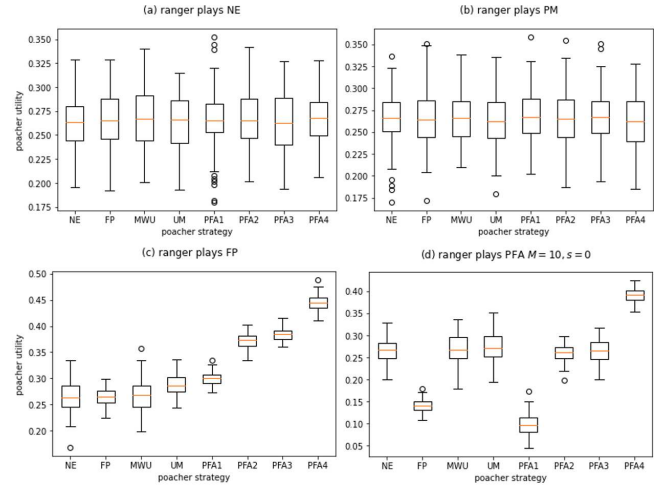 (a) ranger plays NE
(b) ranger plays PM
0.350
0.325
0.300
0.275
0.250
0.225
0.200
0.175
poacher utility
NE FP MWU UM PFA1 PFA2 PFA3 PFA4
poacher strategy
0.350
0.325
0.300
0.275
0.250
0.225
0.200
0.175
NE FP MWU UM PFA1 PFA2 PFA3 PFA4
poacher strategy
(c) ranger plays FP
(d) ranger plays PFA M = 10, s = 0
0.50
0.45
0.40
0.35
0.30
0.25
0.20
poacher utility
NE FP MWU UM PFA1 PFA2 PFA3 PFA4
poacher strategy
0.40
0.35
0.30
0.25
0.20
0.15
0.10
0.05
NE FP MWU UM PFA1 PFA2 PFA3 PFA4
poacher strategy